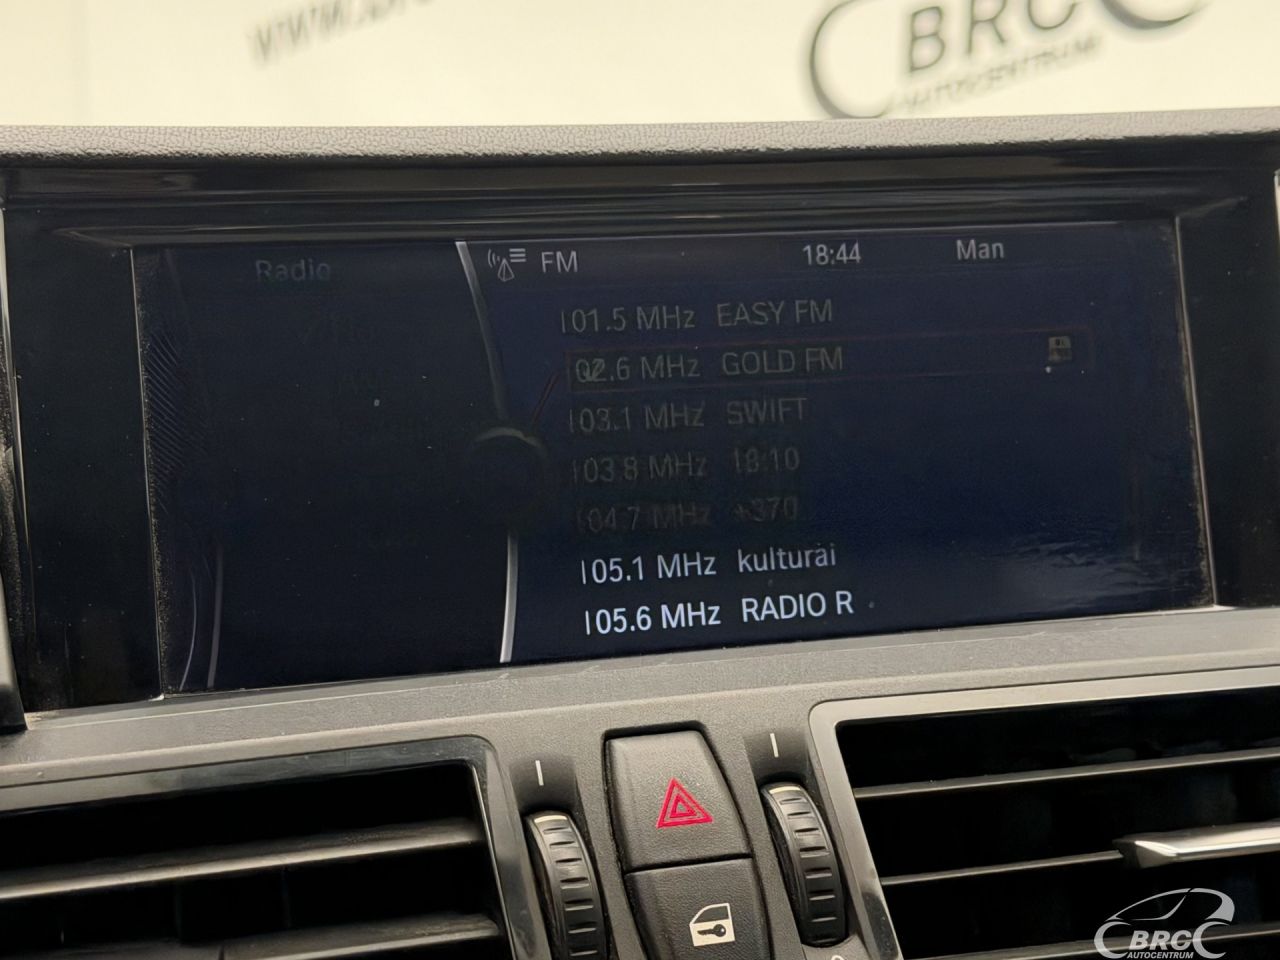 BRC
AUTOCENTRUM
Radio
FM 18:44 Man
101.5 MHz EASY FM
102.6 MHz GOLD FM
103.1 MHz SWIFT
103.8 MHz 18:10
104.7 MHz +370
105.1 MHz kulturai
105.6 MHz RADIO R
BRC
AUTOCENTRUM